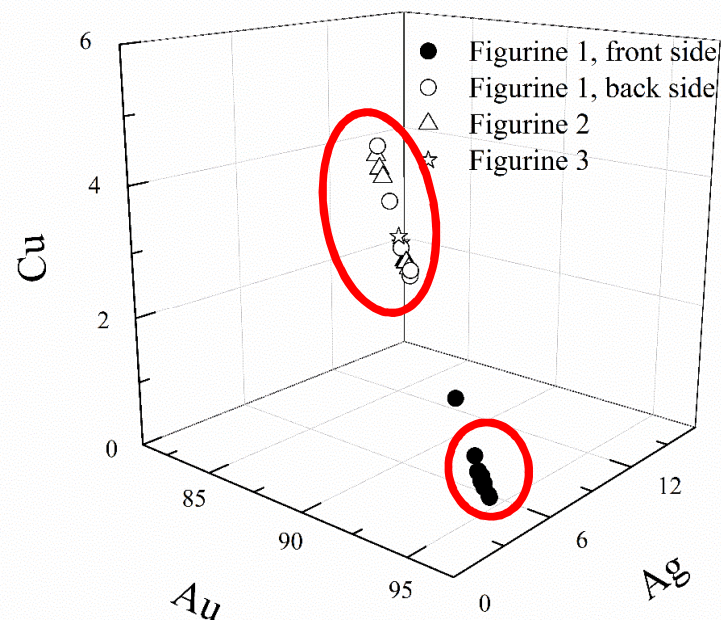 6
Figurine 1, front side
Figurine 1, back side
Figurine 2
Figurine 3
4
Cu
2
0
85
90
95
Au
0
6
12
Ag